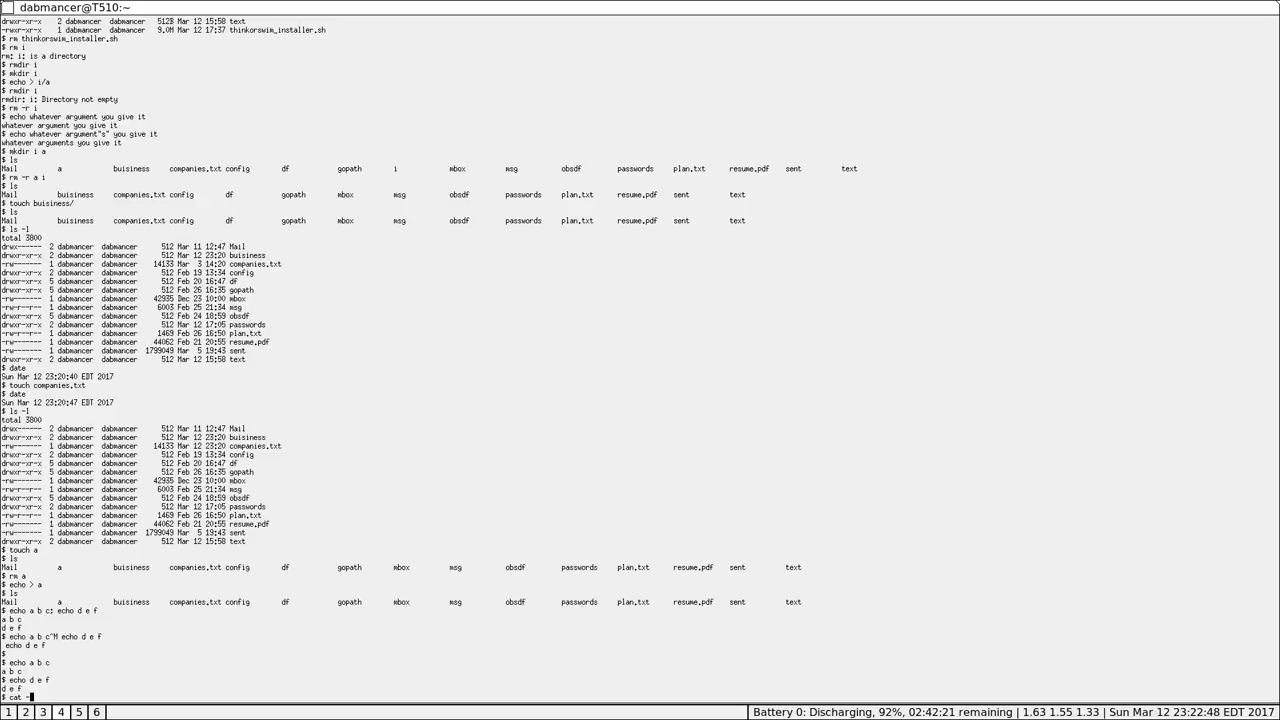 dabmancer@T510:~
drwxr-xr-x 2 dabmancer dabmancer 512B Mar 12 15:58 text
-rwxr-xr-x 1 dabmancer dabmancer 9.0M Mar 12 17:37 thinkorswim_installer.sh
$ rm thinkorswim_installer.sh
$ rm i
rm: i: is a directory
$ rmdir i
$ mkdir i
$ echo > i/a
$ rmdir i
rmdir: i: Directory not empty
$ rm -r i
$ echo whatever argument you give it
whatever argument you give it
$ echo whatever argument"s" you give it
whatever arguments you give it
$ mkdir i a
$ ls
Mail a buisiness companies.txt config df gopath i mbox msg obsdf passwords plan.txt resume.pdf sent text
$ rm -r a i
$ ls
Mail buisiness companies.txt config df gopath mbox msg obsdf passwords plan.txt resume.pdf sent text
$ touch buisiness/
$ ls
Mail buisiness companies.txt config df gopath mbox msg obsdf passwords plan.txt resume.pdf sent text
$ ls -l
total 3800
drwx------ 2 dabmancer dabmancer 512 Mar 11 12:47 Mail
drwxr-xr-x 2 dabmancer dabmancer 512 Mar 12 23:20 buisiness
-rw------- 1 dabmancer dabmancer 14133 Mar 3 14:20 companies.txt
drwxr-xr-x 2 dabmancer dabmancer 512 Feb 19 13:34 config
drwxr-xr-x 5 dabmancer dabmancer 512 Feb 20 16:47 df
drwxr-xr-x 5 dabmancer dabmancer 512 Feb 26 16:35 gopath
-rw------- 1 dabmancer dabmancer 42935 Dec 23 10:00 mbox
-rw-r--r-- 1 dabmancer dabmancer 6003 Feb 25 21:34 msg
drwxr-xr-x 5 dabmancer dabmancer 512 Feb 24 18:59 obsdf
drwxr-xr-x 2 dabmancer dabmancer 512 Mar 12 17:05 passwords
-rw-r--r-- 1 dabmancer dabmancer 1469 Feb 26 16:50 plan.txt
-rw------- 1 dabmancer dabmancer 44062 Feb 21 20:55 resume.pdf
-rw------- 1 dabmancer dabmancer 1799049 Mar 5 19:43 sent
drwxr-xr-x 2 dabmancer dabmancer 512 Mar 12 15:58 text
$ date
Sun Mar 12 23:20:40 EDT 2017
$ touch companies.txt
$ date
Sun Mar 12 23:20:47 EDT 2017
$ ls -l
total 3800
drwx------ 2 dabmancer dabmancer 512 Mar 11 12:47 Mail
drwxr-xr-x 2 dabmancer dabmancer 512 Mar 12 23:20 buisiness
-rw------- 1 dabmancer dabmancer 14133 Mar 12 23:20 companies.txt
drwxr-xr-x 2 dabmancer dabmancer 512 Feb 19 13:34 config
drwxr-xr-x 5 dabmancer dabmancer 512 Feb 20 16:47 df
drwxr-xr-x 5 dabmancer dabmancer 512 Feb 26 16:35 gopath
-rw------- 1 dabmancer dabmancer 42935 Dec 23 10:00 mbox
-rw-r--r-- 1 dabmancer dabmancer 6003 Feb 25 21:34 msg
drwxr-xr-x 5 dabmancer dabmancer 512 Feb 24 18:59 obsdf
drwxr-xr-x 2 dabmancer dabmancer 512 Mar 12 17:05 passwords
-rw-r--r-- 1 dabmancer dabmancer 1469 Feb 26 16:50 plan.txt
-rw------- 1 dabmancer dabmancer 44062 Feb 21 20:55 resume.pdf
-rw------- 1 dabmancer dabmancer 1799049 Mar 5 19:43 sent
drwxr-xr-x 2 dabmancer dabmancer 512 Mar 12 15:58 text
$ touch a
$ ls
Mail a buisiness companies.txt config df gopath mbox msg obsdf passwords plan.txt resume.pdf sent text
$ rm a
$ echo > a
$ ls
Mail a buisiness companies.txt config df gopath mbox msg obsdf passwords plan.txt resume.pdf sent text
$ echo a b c; echo d e f
a b c
d e f
$ echo a b c^M echo d e f
 echo d e f
$
$ echo a b c
a b c
$ echo d e f
d e f
$ cat -
1 2 3 4 5 6 Battery 0: Discharging, 92%, 02:42:21 remaining | 1.63 1.55 1.33 | Sun Mar 12 23:22:48 EDT 2017